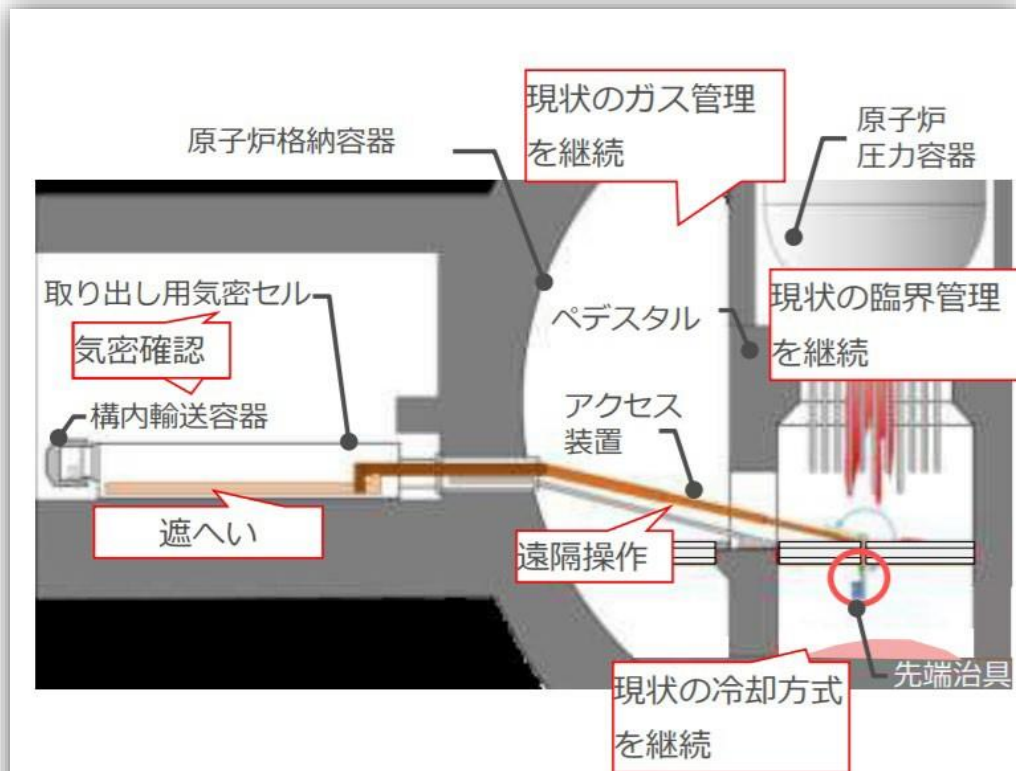 現状のガス管理
を継続
原子炉格納容器
原子炉
圧力容器
取り出し用気密セル
現状の臨界管理
を継続
ペデスタル
気密確認
構内輸送容器
アクセス
装置
遮へい
遠隔操作
先端治具
現状の冷却方式
を継続